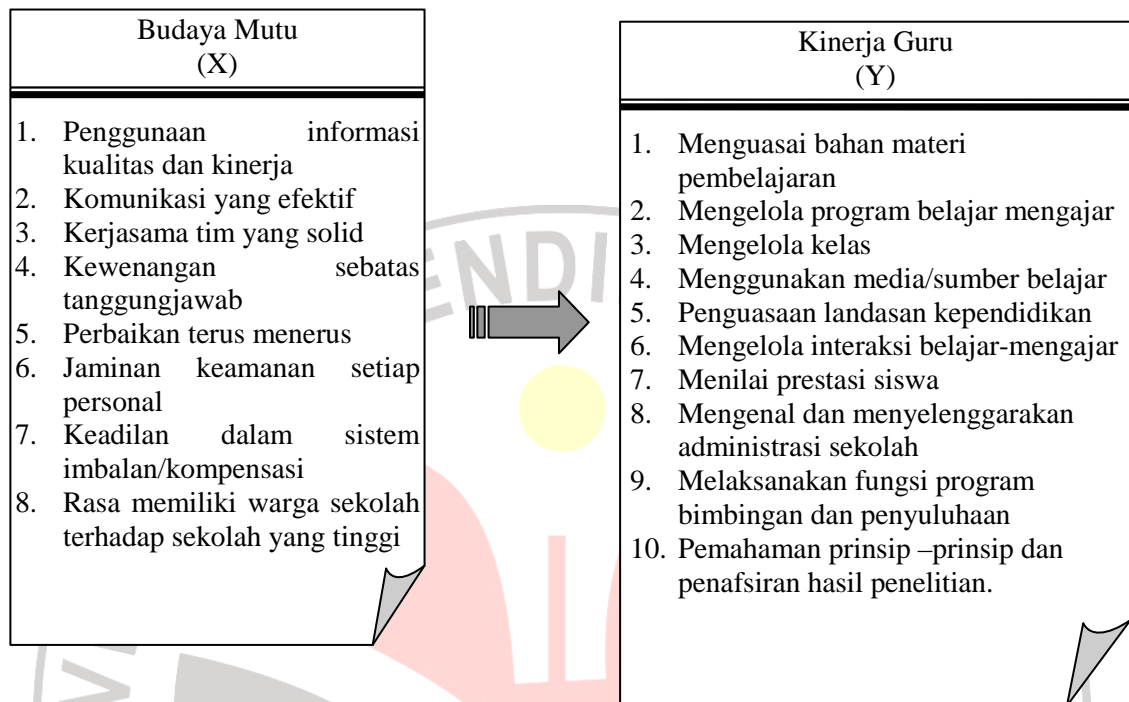 Budaya Mutu
(X)
1. Penggunaan informasi
kualitas dan kinerja
2. Komunikasi yang efektif
3. Kerjasama tim yang solid
4. Kewenangan sebatas
tanggungjawab
5. Perbaikan terus menerus
6. Jaminan keamanan setiap
personal
7. Keadilan dalam sistem
imbalan/kompensasi
8. Rasa memiliki warga sekolah
terhadap sekolah yang tinggi
ENDI
Kinerja Guru
(Y)
1. Menguasai bahan materi
pembelajaran
2. Mengelola program belajar mengajar
3. Mengelola kelas
4. Menggunakan media/sumber belajar
5. Penguasaan landasan kependidikan
6. Mengelola interaksi belajar-mengajar
7. Menilai prestasi siswa
8. Mengenal dan menyelenggarakan
administrasi sekolah
9. Melaksanakan fungsi program
bimbingan dan penyuluhaan
10. Pemahaman prinsip –prinsip dan
penafsiran hasil penelitian.